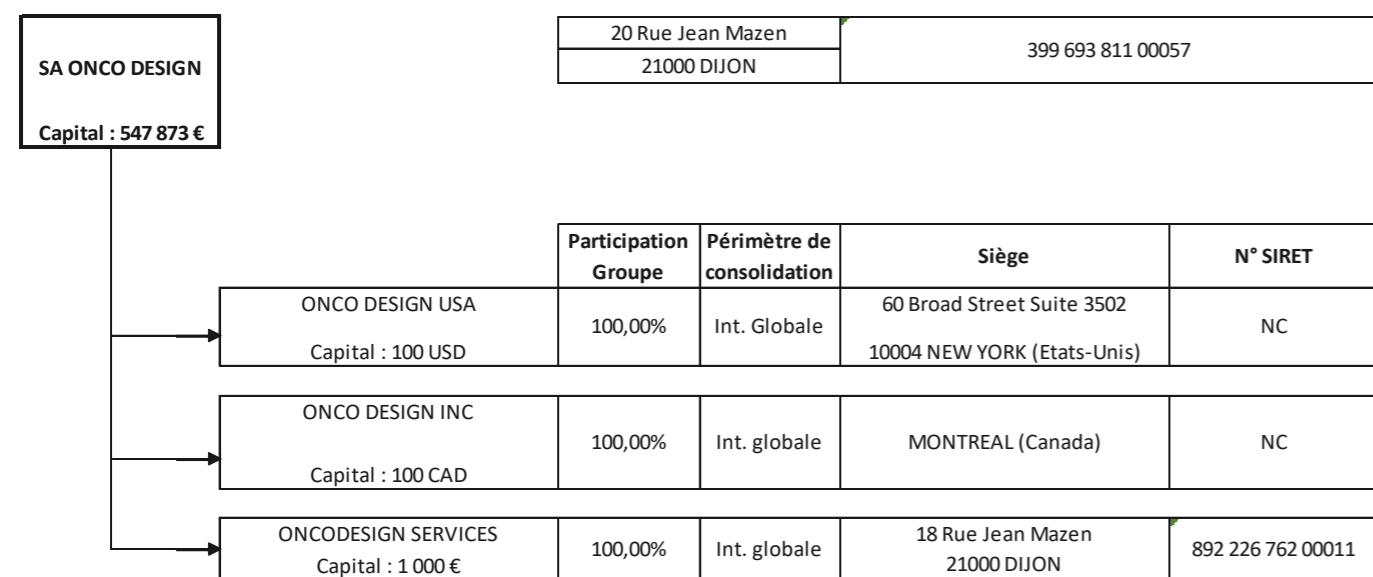 SA ONCO DESIGN
Capital : 547 873 €
20 Rue Jean Mazen
21000 DIJON
399 693 811 00057
Participation Groupe
Périmètre de consolidation
Siège
N° SIRET
ONCO DESIGN USA
Capital : 100 USD
100,00%
Int. Globale
60 Broad Street Suite 3502
10004 NEW YORK (Etats-Unis)
NC
ONCO DESIGN INC
Capital : 100 CAD
100,00%
Int. globale
MONTREAL (Canada)
NC
ONCODESIGN SERVICES
Capital : 1 000 €
100,00%
Int. globale
18 Rue Jean Mazen
21000 DIJON
892 226 762 00011